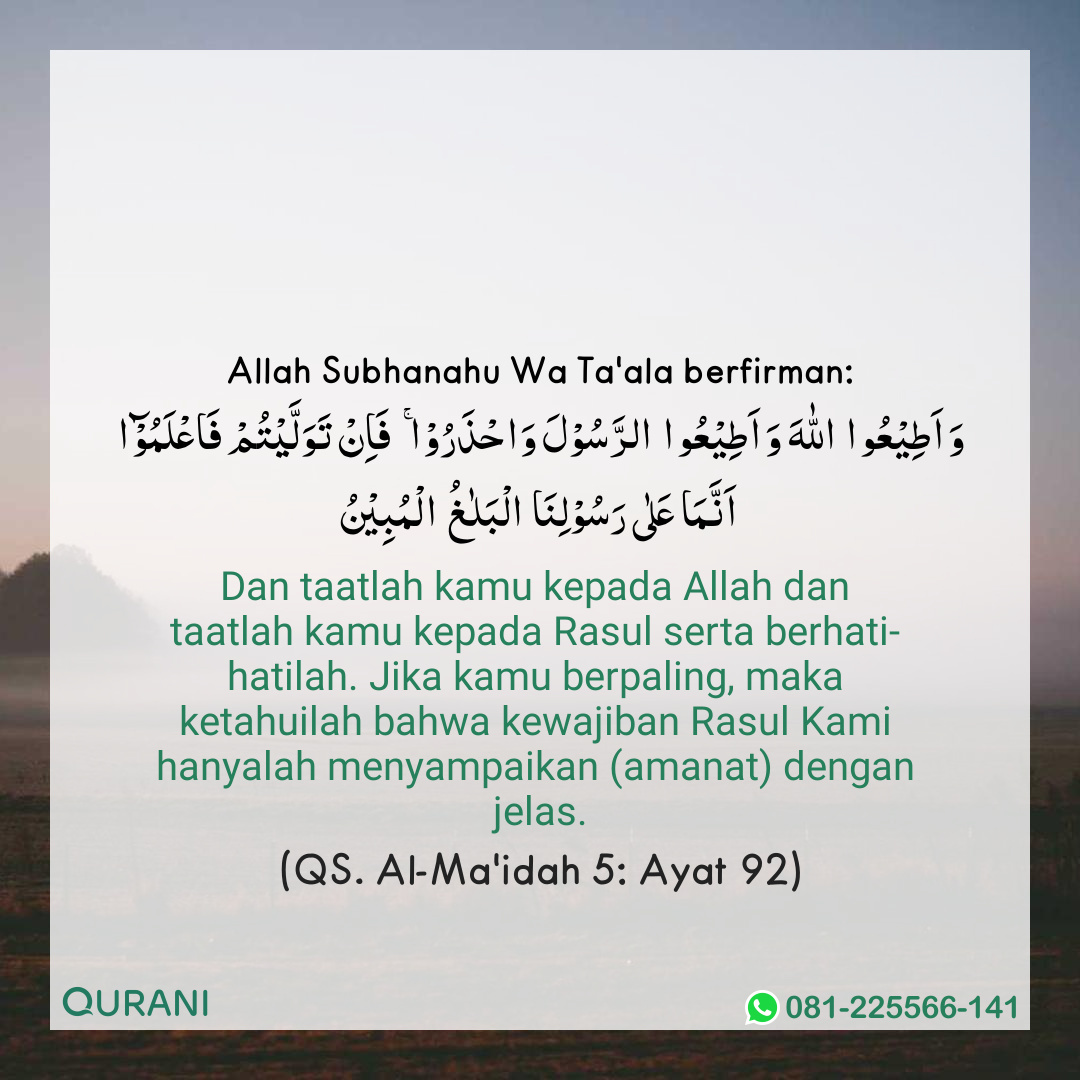 Allah Subhanahu Wa Ta'ala berfirman:
وَاَطِيْعُوا اللّٰهَ وَاَطِيْعُوا الرَّسُوْلَ وَاحْذَرُوْا ۚ فَاِنْ تَوَلَّيْتُمْ فَاعْلَمُوْۤا
اَنَّمَا عَلٰى رَسُوْلِنَا الْبَلٰغُ الْمُبِيْنُ
Dan taatlah kamu kepada Allah dan
taatlah kamu kepada Rasul serta berhati-
hatilah. Jika kamu berpaling, maka
ketahuilah bahwa kewajiban Rasul Kami
hanyalah menyampaikan (amanat) dengan
jelas.
(QS. Al-Ma'idah 5: Ayat 92)
QURANI
081-225566-141